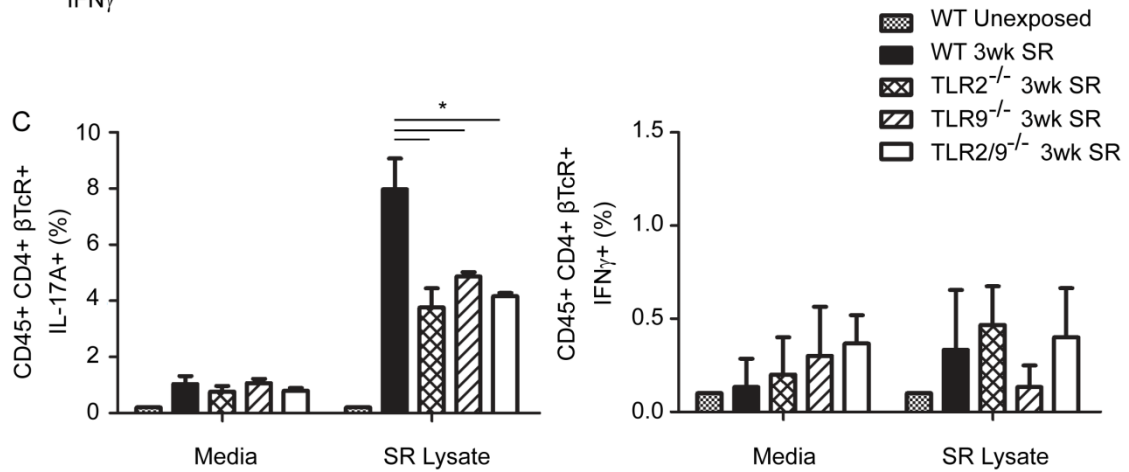 IFNγ
WT Unexposed
WT 3wk SR
TLR2-/- 3wk SR
TLR9-/- 3wk SR
TLR2/9-/- 3wk SR
C
CD45+ CD4+ βTcR+
IL-17A+ (%)
10
8
6
4
2
0
*
Media
SR Lysate
CD45+ CD4+ βTcR+
IFNγ+ (%)
1.5
1.0
0.5
0.0
Media
SR Lysate